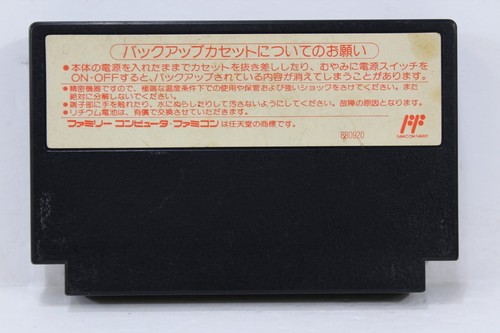 バックアップカセットについてのお願い
●本体の電源を入れたままでカセットを抜き差ししたり、むやみに電源スイッチを
ON・OFFすると、バックアップされている内容が消えてしまうことがあります。
●精密機器ですので、極端な温度条件下での使用や保管および強いショックをさけてください。また
絶対に分解しないでください。
●端子部に手を触れたり、水にぬらしたりして汚さないようにしてください。故障の原因となります。
●リチウム電池は、有償で交換させていただきます。
ファミリーコンピュータ・ファミコンは任天堂の商標です。
880920